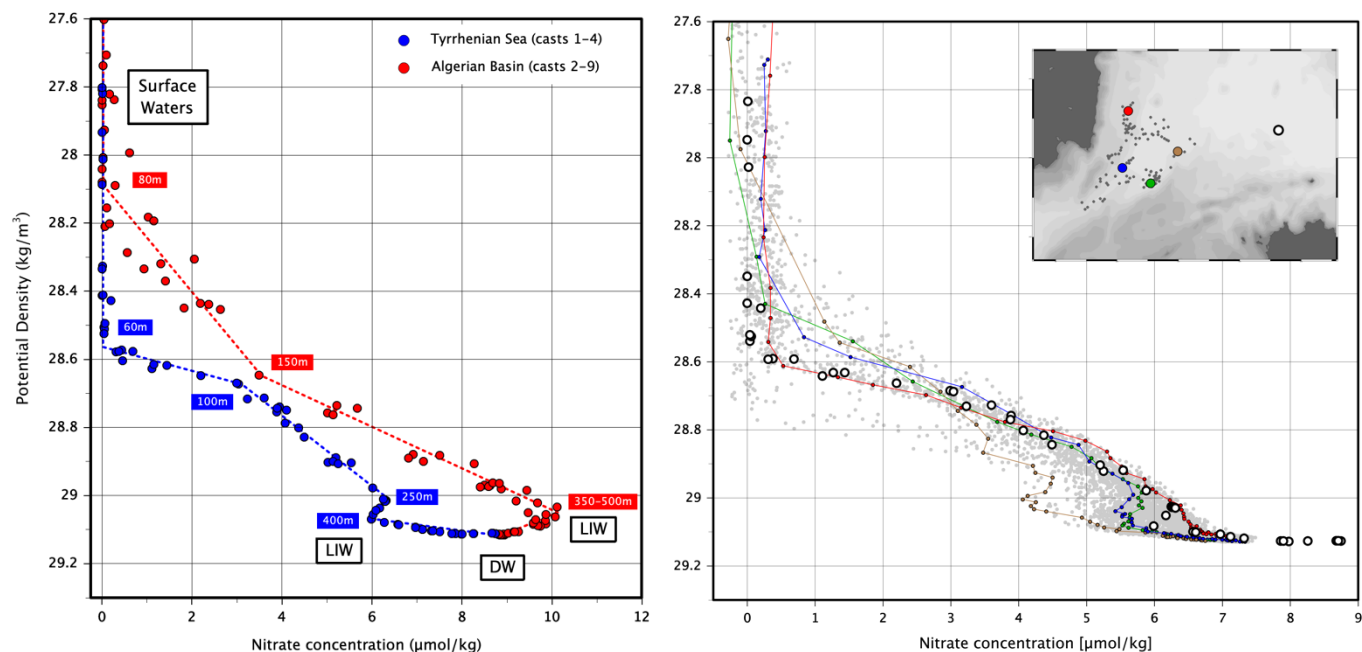 27.6
27.8
28
28.2
28.4
28.6
28.8
29
29.2
Potential Density (kg/m³)
Tyrrhenian Sea (casts 1–4)
Algerian Basin (casts 2–9)
Surface
Waters
80m
60m
150m
100m
250m
350–500m
400m
LIW
LIW
DW
0
2
4
6
8
10
12
Nitrate concentration (µmol/kg)
27.6
27.8
28
28.2
28.4
28.6
28.8
29.0
29.2
0
1
2
3
4
5
6
7
8
9
Nitrate concentration [µmol/kg]